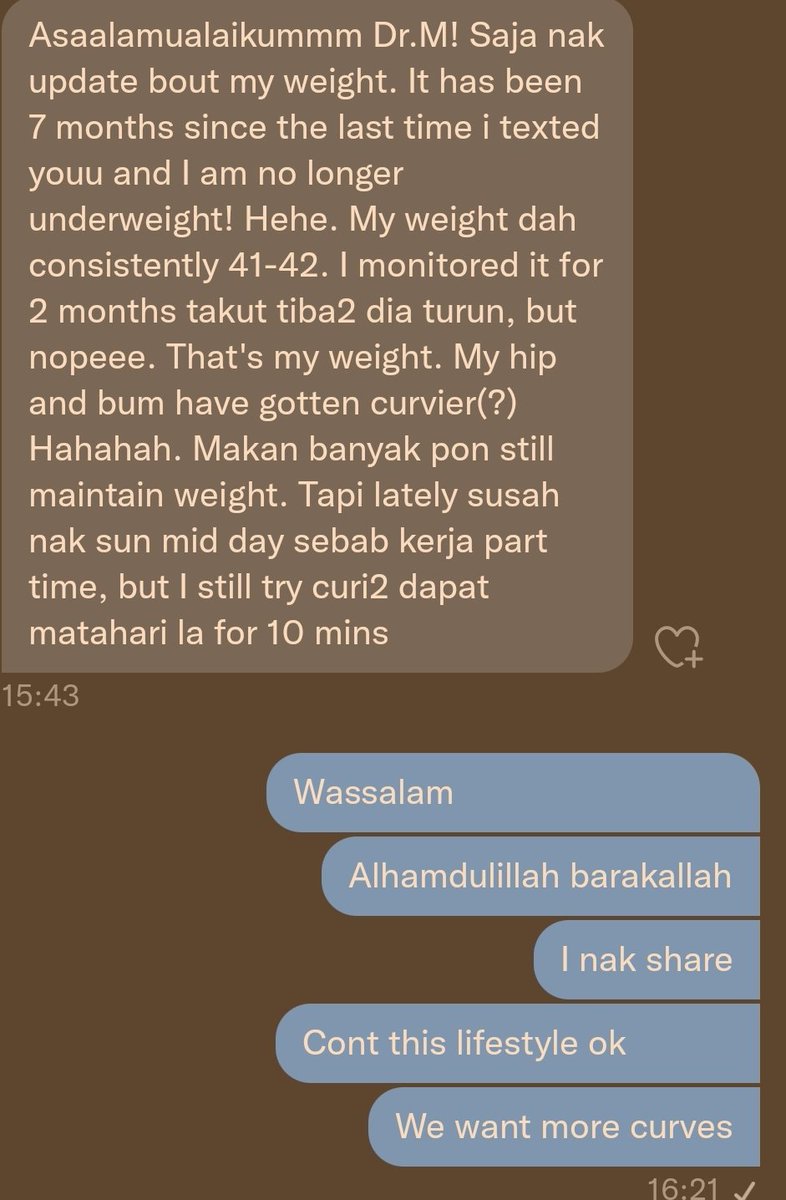 Asaalamualaikummm Dr.M! Saja nak
update bout my weight. It has been
7 months since the last time i texted
youu and I am no longer
underweight! Hehe. My weight dah
consistently 41-42. I monitored it for
2 months takut tiba2 dia turun, but
nopeee. That's my weight. My hip
and bum have gotten curvier(?)
Hahahah. Makan banyak pon still
maintain weight. Tapi lately susah
nak sun mid day sebab kerja part
time, but I still try curi2 dapat
matahari la for 10 mins
15:43
Wassalam
Alhamdulillah barakallah
I nak share
Cont this lifestyle ok
We want more curves
16:21